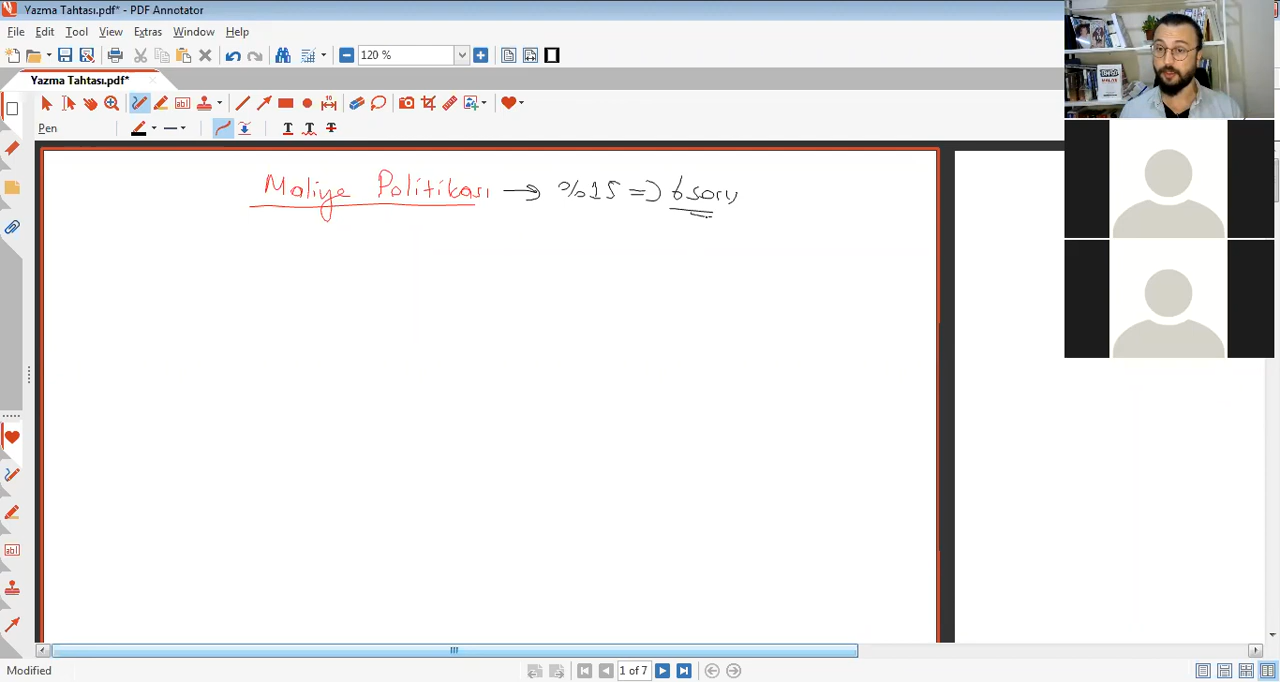 Yazma Tahtası.pdf* - PDF Annotator
File Edit Tool View Extras Window Help
120 %
Yazma Tahtası.pdf*
Pen
Maliye Politikası → %15 => 6 soru
Modified
1 of 7